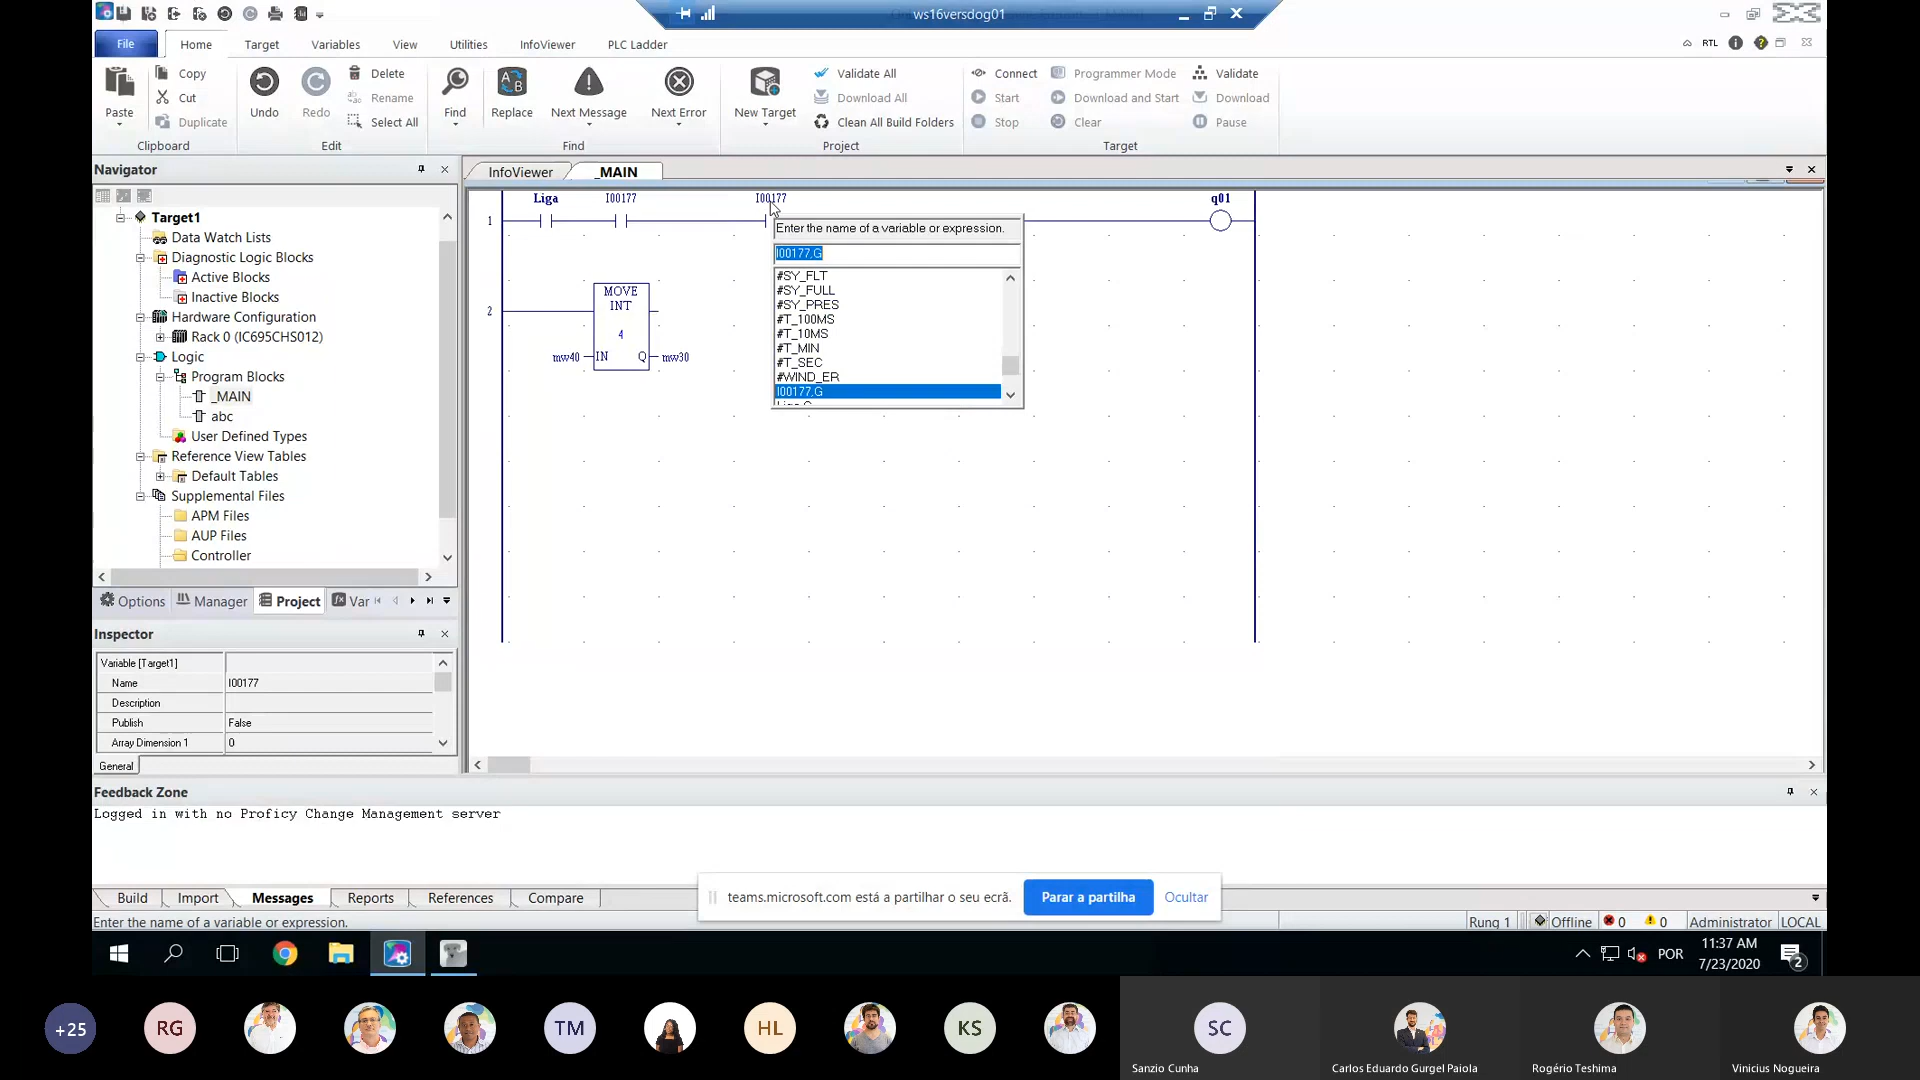 ws16versdog01
File
Home
Target
Variables
View
Utilities
InfoViewer
PLC Ladder
RTL
Paste
Copy
Cut
Duplicate
Clipboard
Undo
Redo
Delete
Rename
Select All
Edit
Find
Replace
Next Message
Next Error
Find
New Target
Validate All
Download All
Clean All Build Folders
Project
Connect
Start
Stop
Programmer Mode
Download and Start
Clear
Validate
Download
Pause
Target
Navigator
Target1
Data Watch Lists
Diagnostic Logic Blocks
Active Blocks
Inactive Blocks
Hardware Configuration
Rack 0 (IC695CHS012)
Logic
Program Blocks
_MAIN
abc
User Defined Types
Reference View Tables
Default Tables
Supplemental Files
APM Files
AUP Files
Controller
Options
Manager
Project
Var
Inspector
Variable [Target1]
Name I00177
Description
Publish False
Array Dimension 1 0
General
InfoViewer
_MAIN
Liga I00177 I00177 q01
1
2
MOVE
INT
4
mw40 IN Q mw30
Enter the name of a variable or expression.
I00177,G
#SY_FLT
#SY_FULL
#SY_PRES
#T_100MS
#T_10MS
#T_MIN
#T_SEC
#WIND_ER
I00177,G
Feedback Zone
Logged in with no Proficy Change Management server
Build
Import
Messages
Reports
References
Compare
teams.microsoft.com está a partilhar o seu ecrã.
Parar a partilha
Ocultar
Enter the name of a variable or expression.
Rung 1
Offline
0
0
Administrator
LOCAL
POR
11:37 AM
7/23/2020
2
+25
RG
TM
HL
KS
SC
Sanzio Cunha
Carlos Eduardo Gurgel Paiola
Rogério Teshima
Vinicius Nogueira